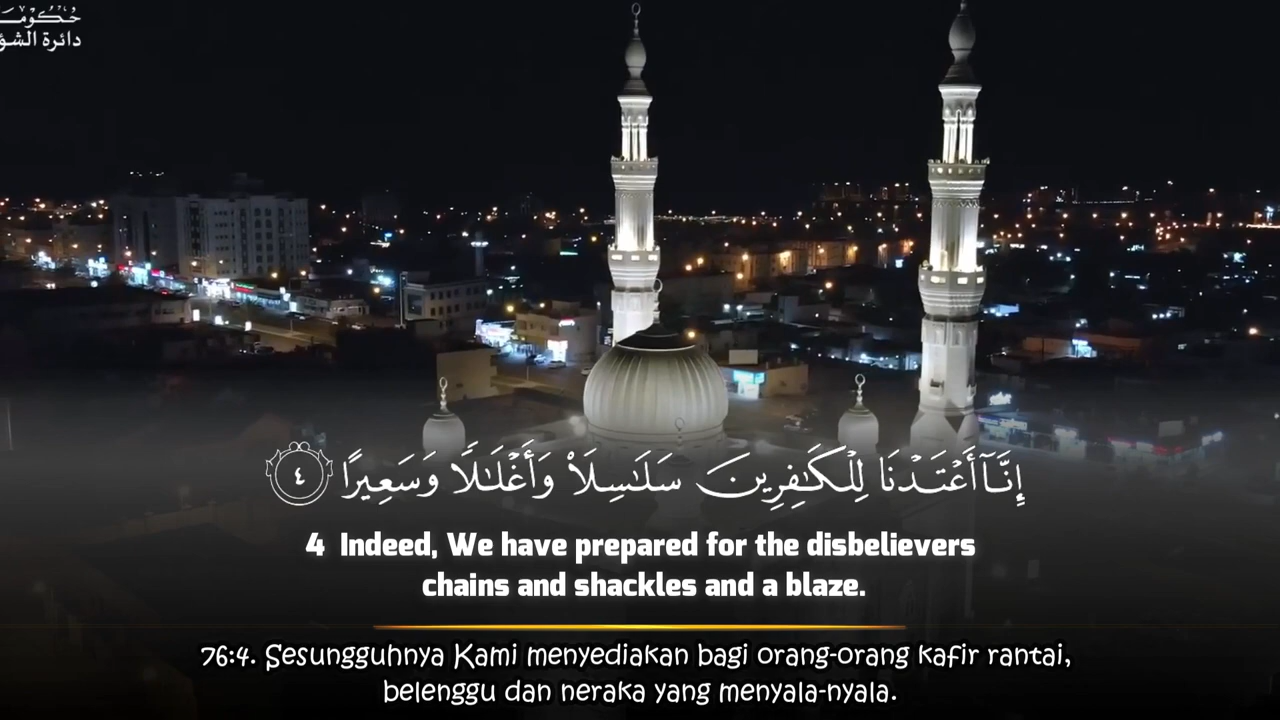 دائرة
إِنَّآ أَعْتَدْنَا لِلْكَٰفِرِينَ سَلَٰسِلَا۟ وَأَغْلَٰلًا وَسَعِيرًا ٤
4 Indeed, We have prepared for the disbelievers
chains and shackles and a blaze.
76:4. Sesungguhnya Kami menyediakan bagi orang-orang kafir rantai,
belenggu dan neraka yang menyala-nyala.